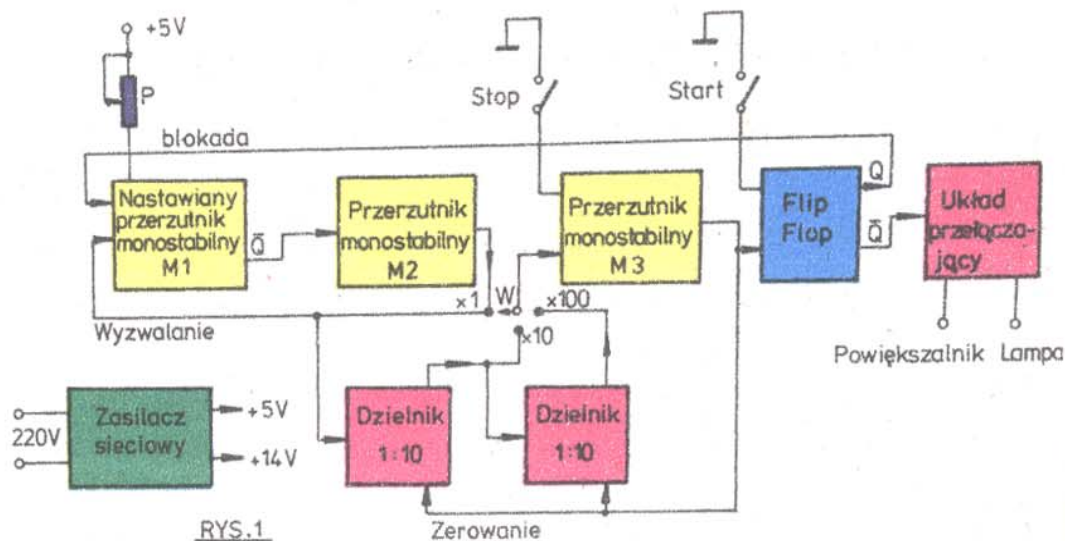 +5V
P
Stop
Start
blokada
Nastawiany
przerzutnik
monostabilny
M1
Q̄
Przerzutnik
monostabilny
M2
Przerzutnik
monostabilny
M3
Flip
Flop
Q
Q̄
Układ
przełącza-
jący
×1
W
×100
×10
Wyzwalanie
Powiększalnik Lampa
Zasilacz
sieciowy
220V
+5V
+14V
Dzielnik
1:10
Dzielnik
1:10
RYS.1
Zerowanie